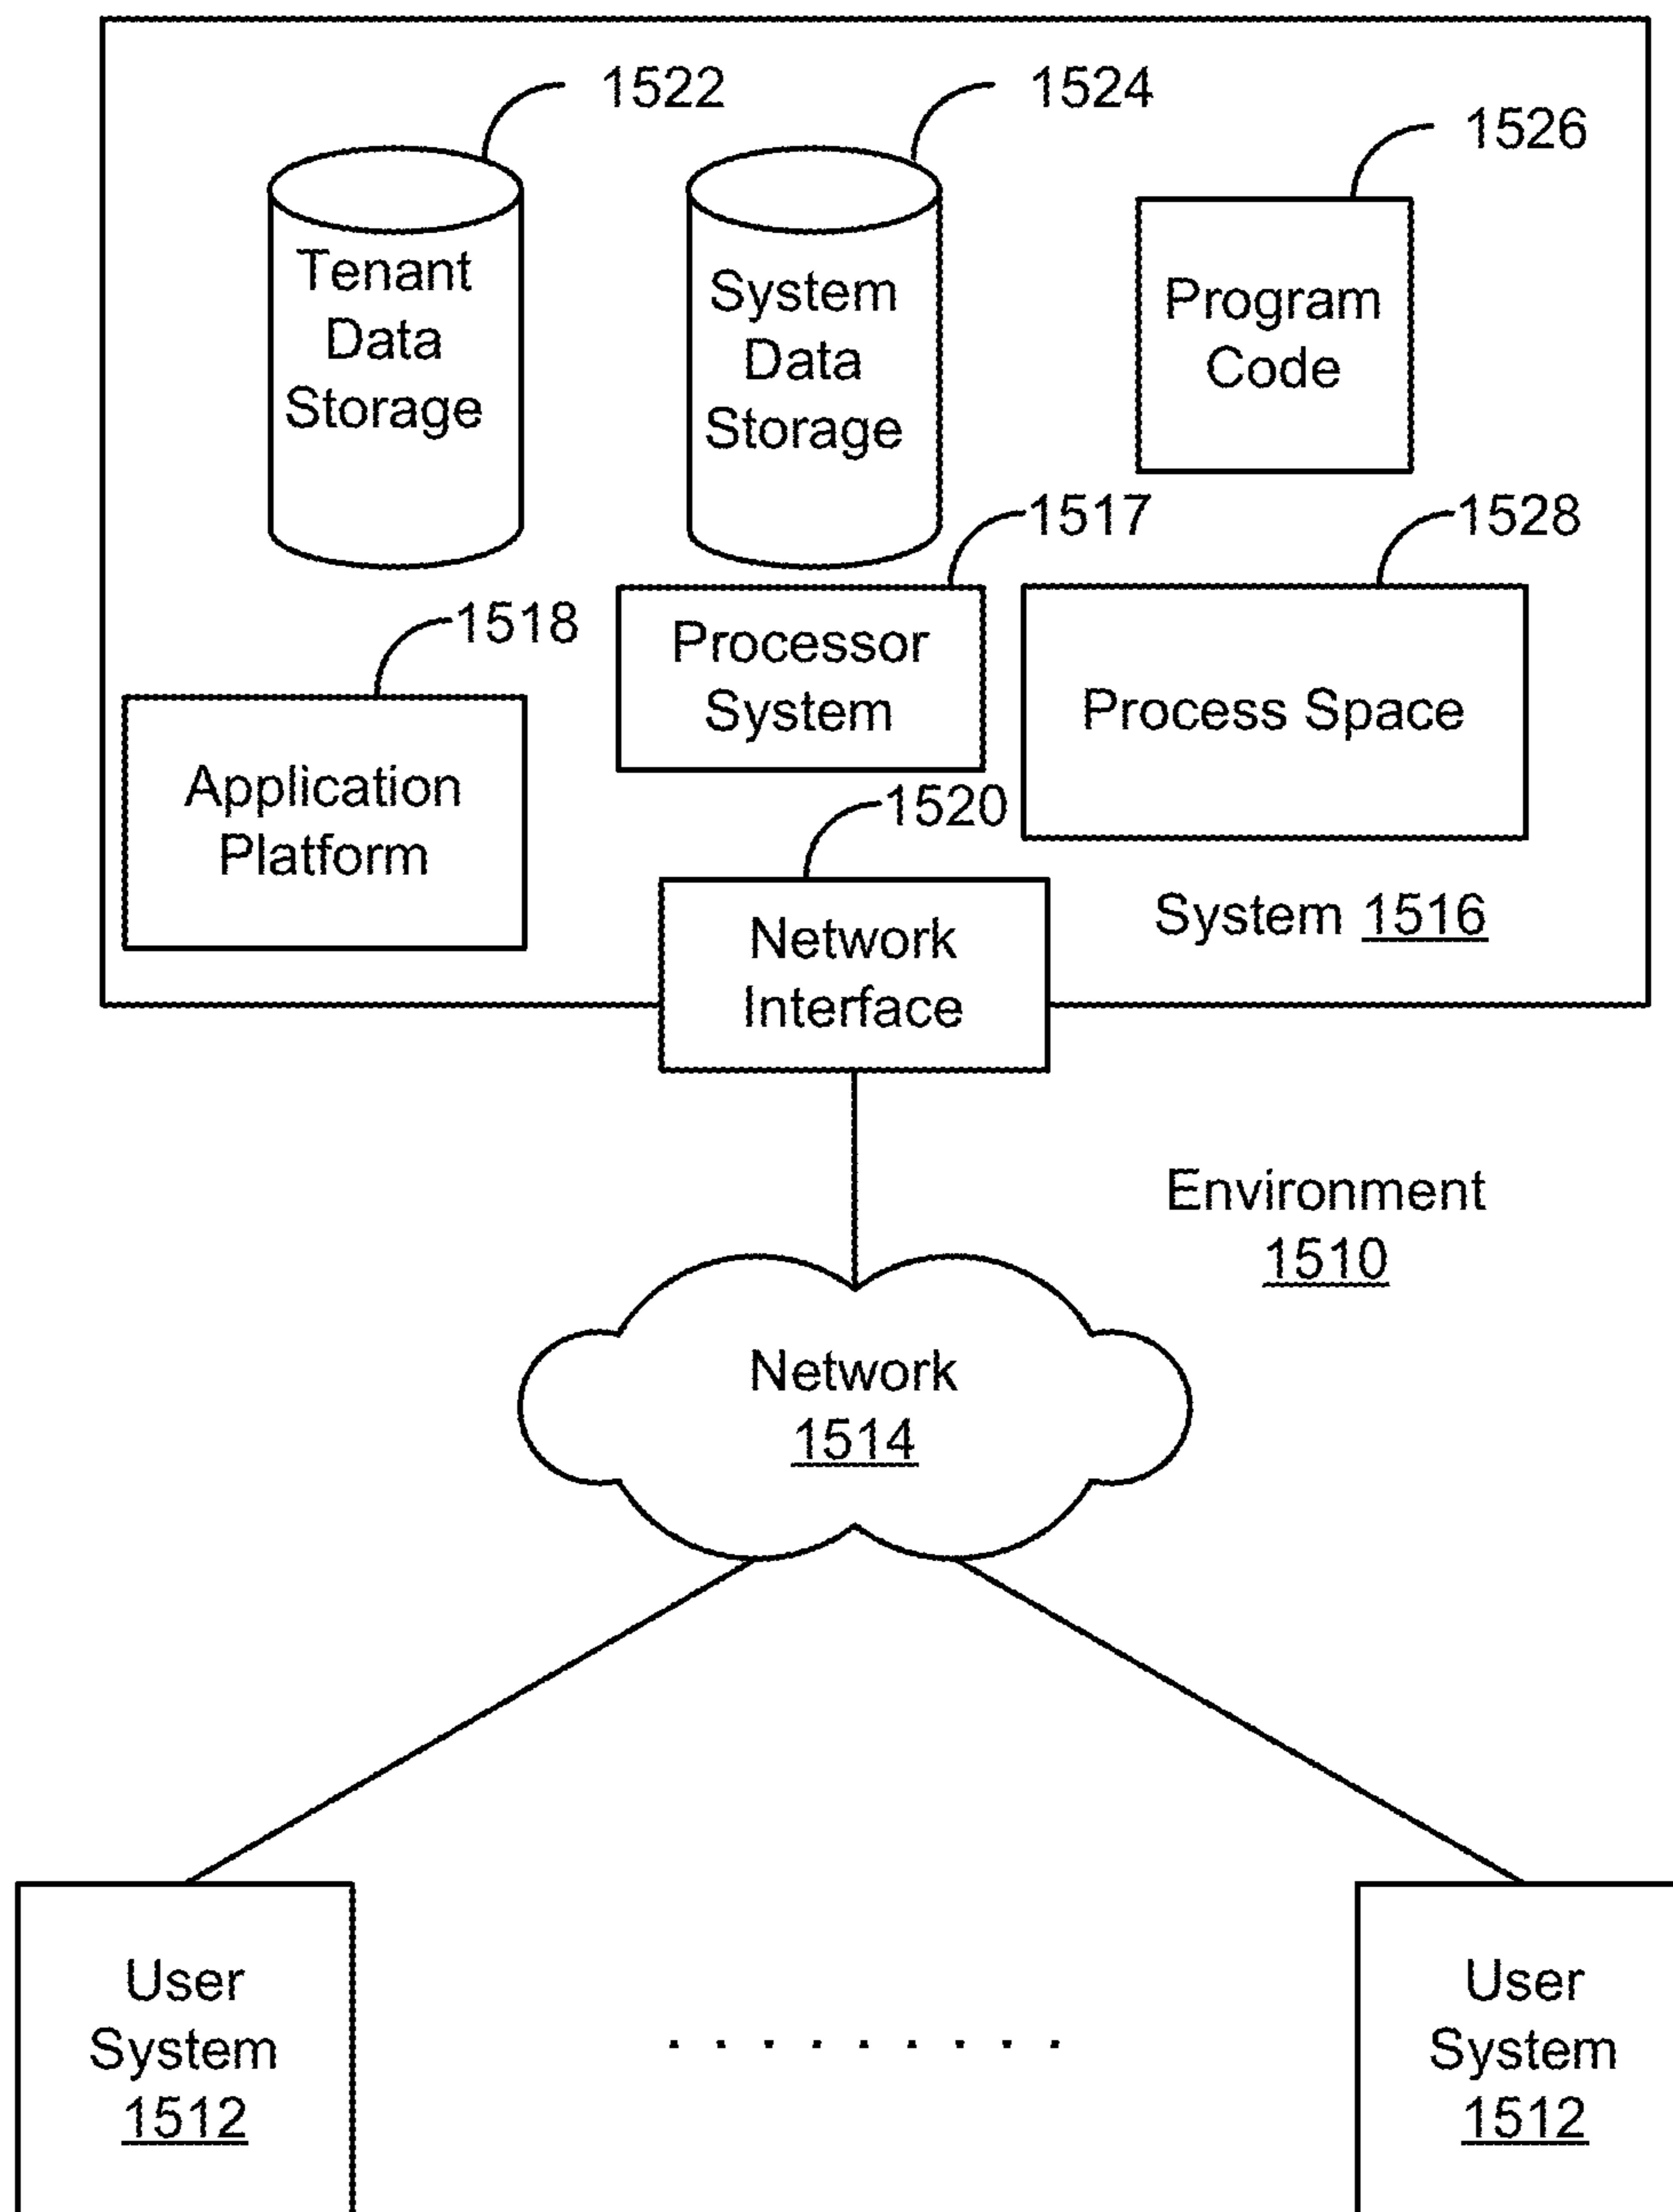 1522
1524
1526
Tenant
Data
Storage
System
Data
Storage
Program
Code
1517
1528
1518
Processor
System
Process Space
Application
Platform
1520
Network
Interface
System 1516
Environment
1510
Network
1514
User
System
1512
. . . . . . . . .
User
System
1512